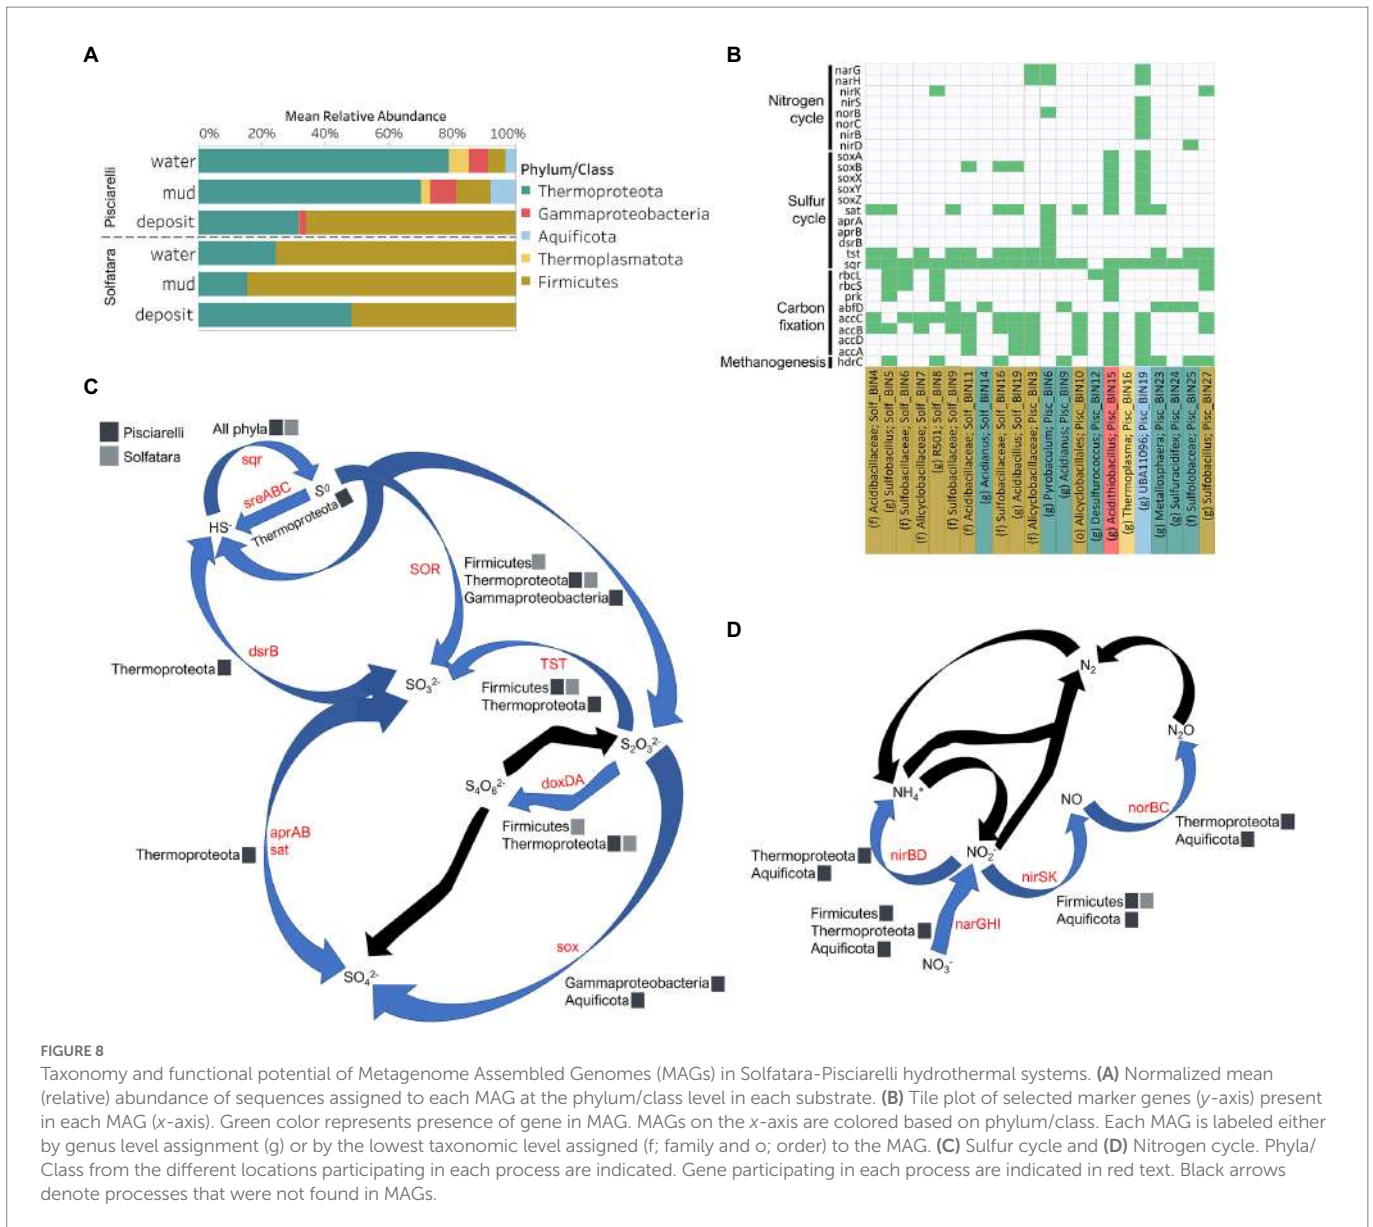 A
Mean Relative Abundance
0% 20% 40% 60% 80% 100%
Pisciarelli
water
mud
deposit
Solfatara
water
mud
deposit
Phylum/Class
Thermoproteota
Gammaproteobacteria
Aquificota
Thermoplasmatota
Firmicutes
B
Nitrogen cycle
narG
narH
nirK
nirS
norB
norC
nirB
nirD
Sulfur cycle
soxA
soxB
soxX
soxY
soxZ
sat
aprA
aprB
dsrB
tst
sqr
Carbon fixation
rbcL
rbcS
prk
abfD
accC
accB
accD
accA
Methanogenesis
hdrC
(f) Acidibacillaceae; Solf_BIN4
(g) Sulfobacillus; Solf_BIN5
(f) Sulfobacillaceae; Solf_BIN6
(f) Alicyclobacillaceae; Solf_BIN7
(g) R501; Solf_BIN8
(f) Sulfobacillaceae; Solf_BIN9
(f) Acidibacillaceae; Solf_BIN11
(g) Acidianus; Solf_BIN14
(f) Sulfobacillaceae; Solf_BIN16
(g) Acidibacillus; Solf_BIN19
(f) Alicyclobacillaceae; Pisc_BIN3
(g) Pyrobaculum; Pisc_BIN6
(g) Acidianus; Pisc_BIN9
(o) Alicyclobacillales; Pisc_BIN10
(g) Desulfurococcus; Pisc_BIN12
(g) Acidithiobacillus; Pisc_BIN15
(g) Thermoplasma; Pisc_BIN16
(g) UBA11096; Pisc_BIN19
(g) Metallosphaera; Pisc_BIN23
(g) Sulfuracidifex; Pisc_BIN24
(f) Sulfolobaceae; Pisc_BIN25
(g) Sulfobacillus; Pisc_BIN27
C
Pisciarelli
Solfatara
All phyla
sqr
S⁰
sreABC
Thermoproteota
HS⁻
SOR
Firmicutes
Thermoproteota
Gammaproteobacteria
dsrB
Thermoproteota
SO₃²⁻
TST
Firmicutes
Thermoproteota
S₂O₃²⁻
S₄O₆²⁻
doxDA
Firmicutes
Thermoproteota
aprAB
sat
Thermoproteota
sox
SO₄²⁻
Gammaproteobacteria
Aquificota
D
N₂
N₂O
NH₄⁺
NO
norBC
Thermoproteota
Aquificota
NO₂⁻
nirBD
Thermoproteota
Aquificota
nirSK
Firmicutes
Aquificota
narGHI
Firmicutes
Thermoproteota
Aquificota
NO₃⁻
FIGURE 8
Taxonomy and functional potential of Metagenome Assembled Genomes (MAGs) in Solfatara-Pisciarelli hydrothermal systems. (A) Normalized mean
(relative) abundance of sequences assigned to each MAG at the phylum/class level in each substrate. (B) Tile plot of selected marker genes (y-axis) present
in each MAG (x-axis). Green color represents presence of gene in MAG. MAGs on the x-axis are colored based on phylum/class. Each MAG is labeled either
by genus level assignment (g) or by the lowest taxonomic level assigned (f; family and o; order) to the MAG. (C) Sulfur cycle and (D) Nitrogen cycle. Phyla/
Class from the different locations participating in each process are indicated. Gene participating in each process are indicated in red text. Black arrows
denote processes that were not found in MAGs.